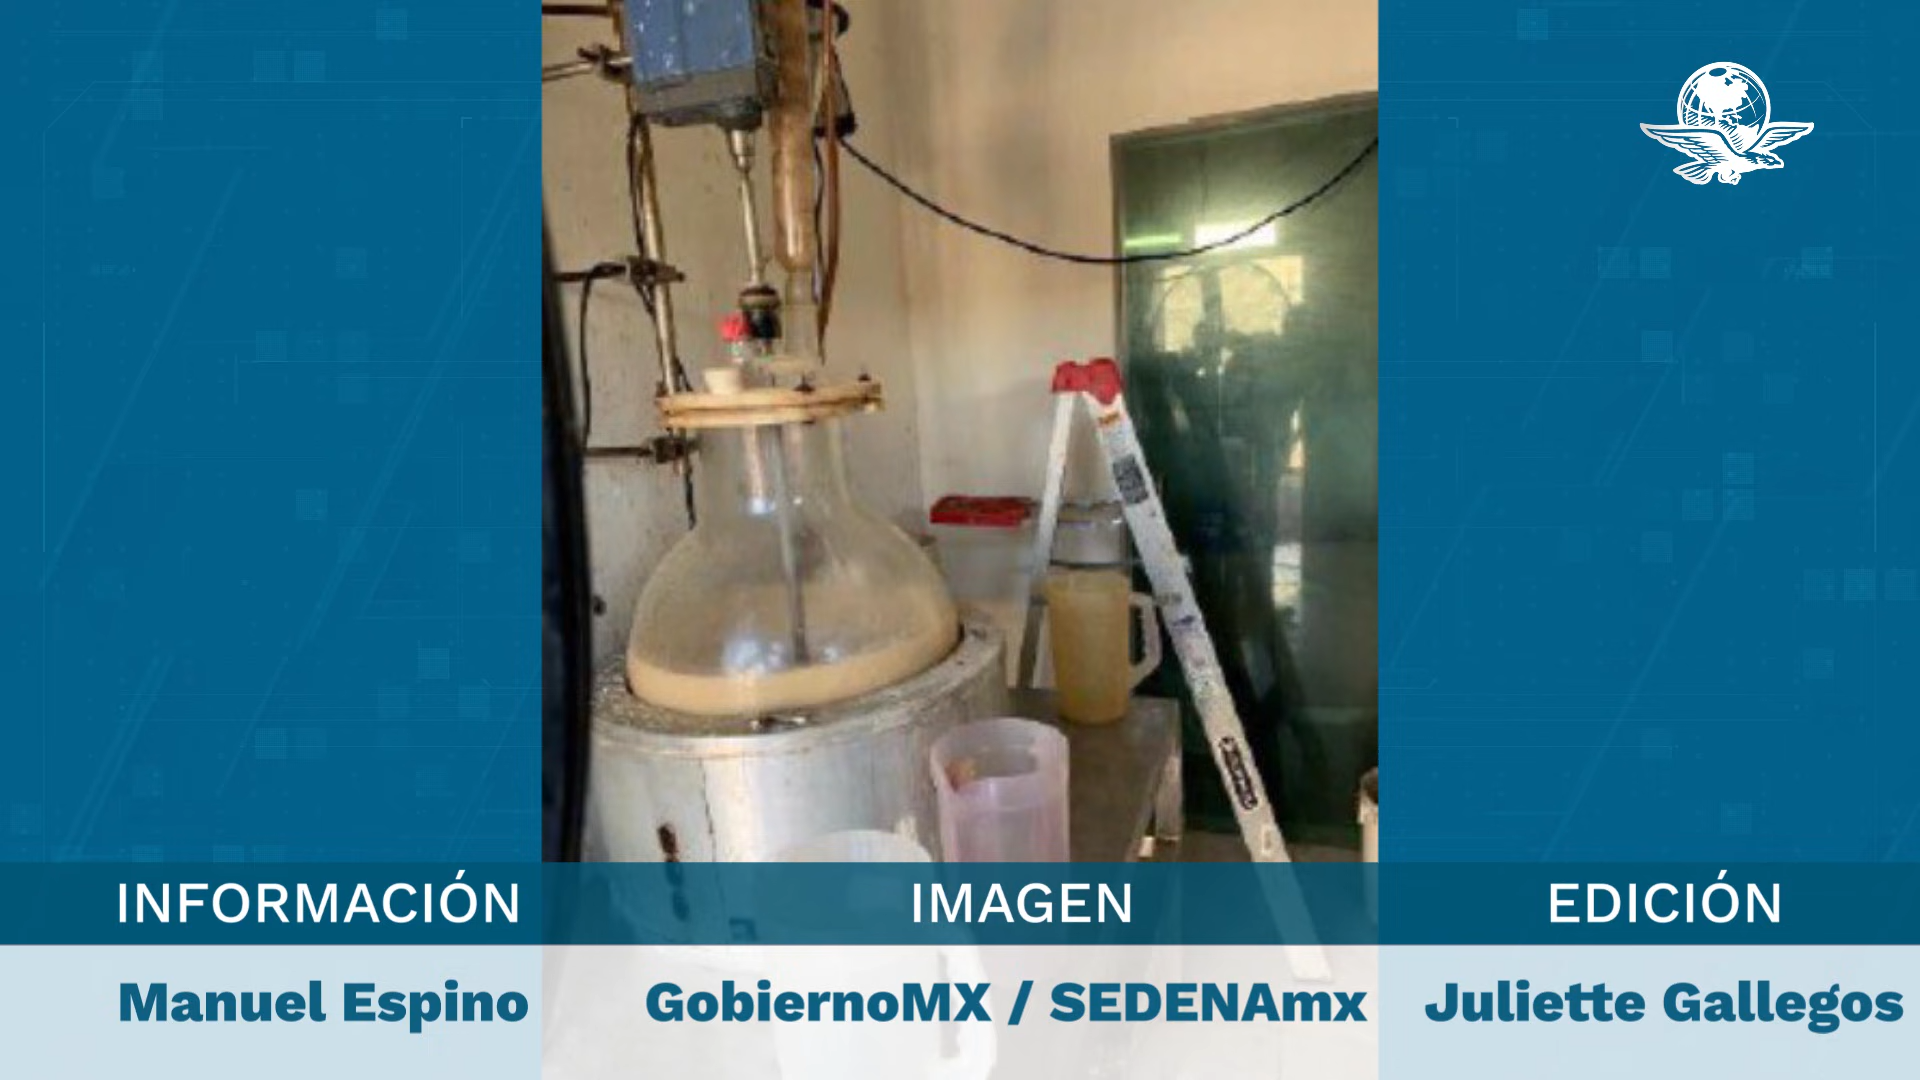 INFORMACIÓN
Manuel Espino
IMAGEN
GobiernoMX / SEDENAmx
EDICIÓN
Juliette Gallegos